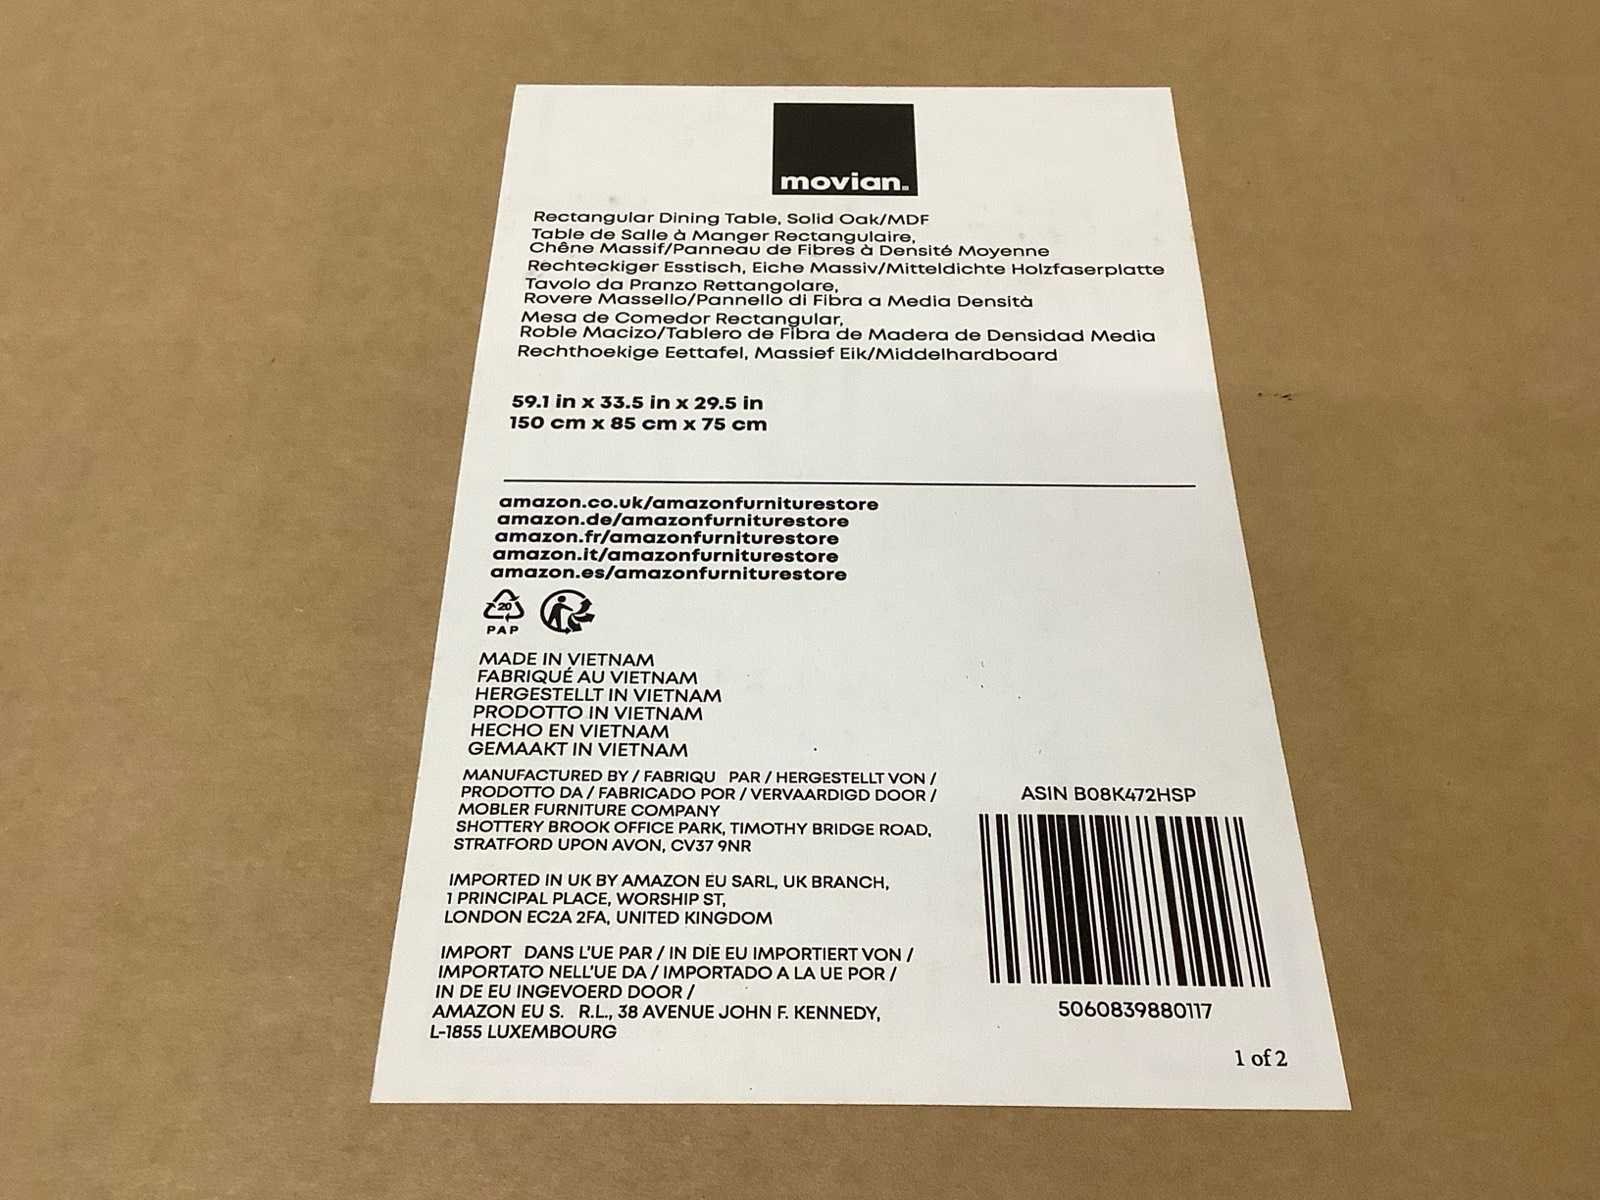 movian
Rectangular Dining Table, Solid Oak/MDF
Table de Salle à Manger Rectangulaire,
Chêne Massif/Panneau de Fibres à Densité Moyenne
Rechteckiger Esstisch, Eiche Massiv/Mitteldichte Holzfaserplatte
Tavolo da Pranzo Rettangolare,
Rovere Massello/Pannello di Fibra a Media Densità
Mesa de Comedor Rectangular,
Roble Macizo/Tablero de Fibra de Madera de Densidad Media
Rechthoekige Eettafel, Massief Eik/Middelhardboard
59.1 in x 33.5 in x 29.5 in
150 cm x 85 cm x 75 cm
amazon.co.uk/amazonfurniturestore
amazon.de/amazonfurniturestore
amazon.fr/amazonfurniturestore
amazon.it/amazonfurniturestore
amazon.es/amazonfurniturestore
20
PAP
MADE IN VIETNAM
FABRIQUÉ AU VIETNAM
HERGESTELLT IN VIETNAM
PRODOTTO IN VIETNAM
HECHO EN VIETNAM
GEMAAKT IN VIETNAM
MANUFACTURED BY / FABRIQU PAR / HERGESTELLT VON /
PRODOTTO DA / FABRICADO POR / VERVAARDIGD DOOR /
MOBLER FURNITURE COMPANY
SHOTTERY BROOK OFFICE PARK, TIMOTHY BRIDGE ROAD,
STRATFORD UPON AVON, CV37 9NR
IMPORTED IN UK BY AMAZON EU SARL, UK BRANCH,
1 PRINCIPAL PLACE, WORSHIP ST,
LONDON EC2A 2FA, UNITED KINGDOM
IMPORT DANS L'UE PAR / IN DIE EU IMPORTIERT VON /
IMPORTATO NELL'UE DA / IMPORTADO A LA UE POR /
IN DE EU INGEVOERD DOOR /
AMAZON EU S. R.L., 38 AVENUE JOHN F. KENNEDY,
L-1855 LUXEMBOURG
ASIN B08K472HSP
5060839880117
1 of 2